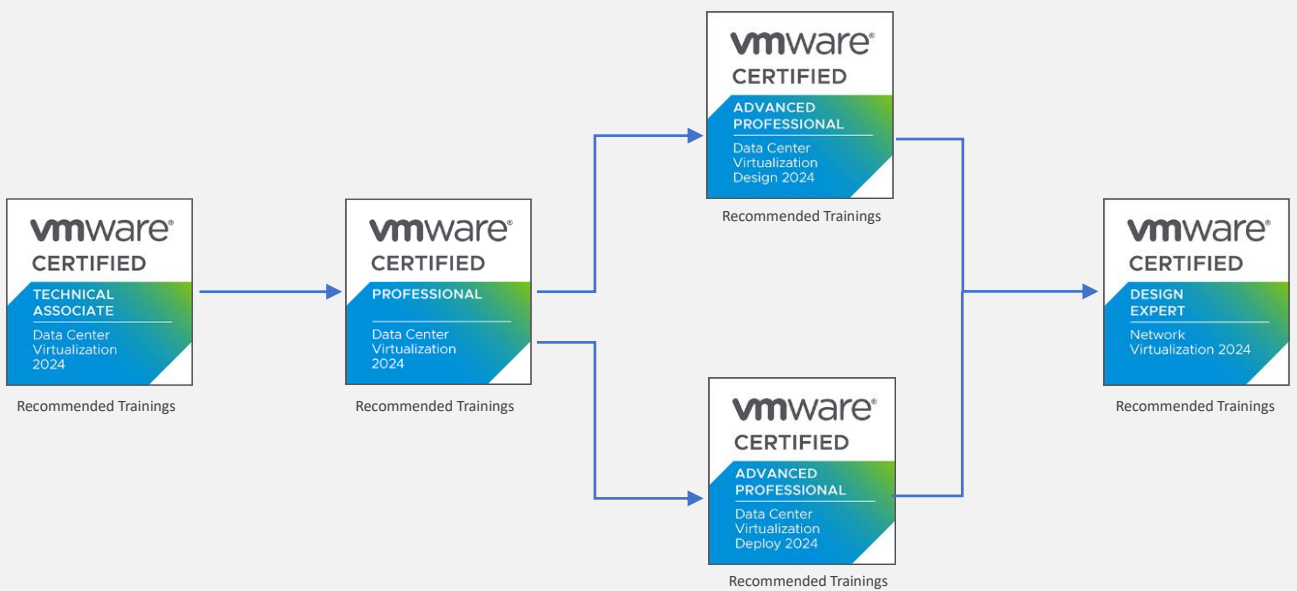 vmware®
CERTIFIED
TECHNICAL
ASSOCIATE
Data Center
Virtualization
2024
Recommended Trainings
vmware®
CERTIFIED
PROFESSIONAL
Data Center
Virtualization
2024
Recommended Trainings
vmware®
CERTIFIED
ADVANCED
PROFESSIONAL
Data Center
Virtualization
Design 2024
Recommended Trainings
vmware®
CERTIFIED
ADVANCED
PROFESSIONAL
Data Center
Virtualization
Deploy 2024
Recommended Trainings
vmware®
CERTIFIED
DESIGN
EXPERT
Network
Virtualization 2024
Recommended Trainings